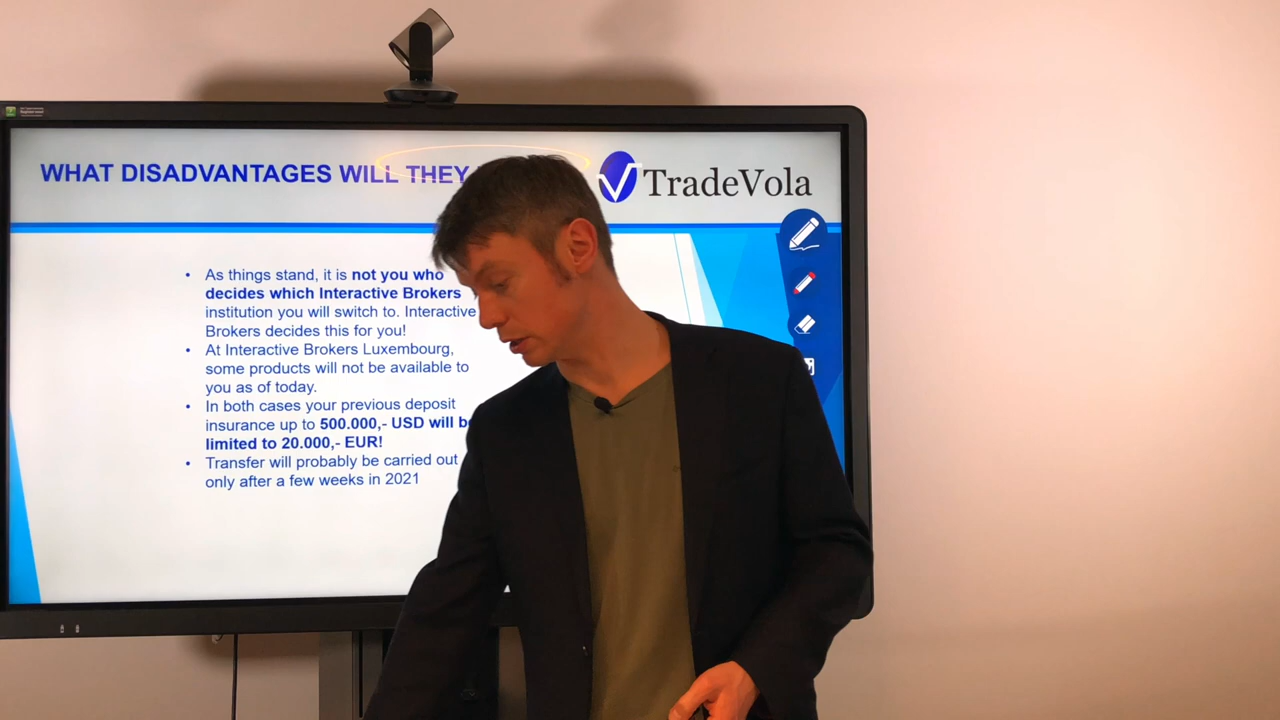 WHAT DISADVANTAGES WILL THEY
TradeVola
• As things stand, it is not you who
decides which Interactive Brokers
institution you will switch to. Interactive
Brokers decides this for you!
• At Interactive Brokers Luxembourg,
some products will not be available to
you as of today.
• In both cases your previous deposit
insurance up to 500.000,- USD will be
limited to 20.000,- EUR!
• Transfer will probably be carried out
only after a few weeks in 2021